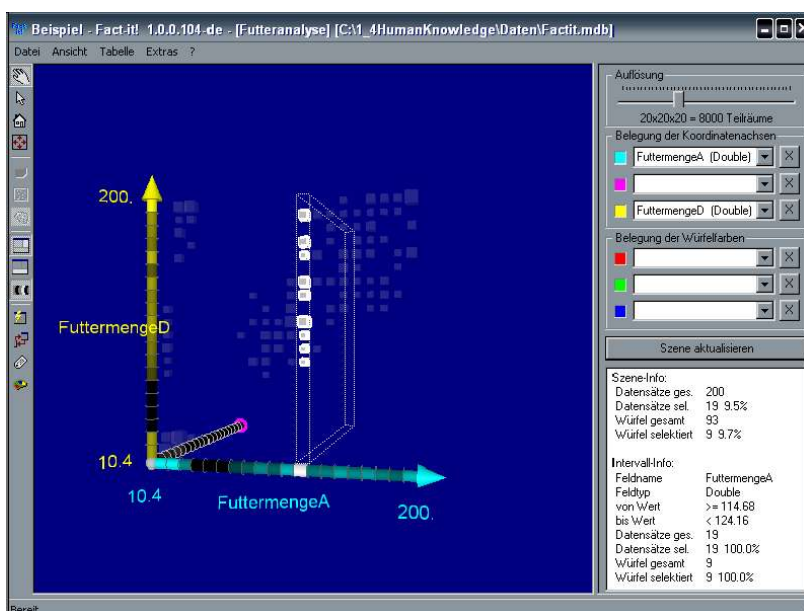 Beispiel - Fact-it! 1.0.0.104-de - [Futteranalyse] [C:\1_4HumanKnowledge\Daten\Factit.mdb]
Datei Ansicht Tabelle Extras ?
Auflösung
20x20x20 = 8000 Teilräume
Belegung der Koordinatenachsen
FuttermengeA (Double) X
X
FuttermengeD (Double) X
Belegung der Würfelfarben
X
X
X
Szene aktualisieren
200.
FuttermengeD
10.4
10.4
FuttermengeA
200.
Szene-Info:
Datensätze ges. 200
Datensätze sel. 19 9.5%
Würfel gesamt 93
Würfel selektiert 9 9.7%
Intervall-Info:
Feldname FuttermengeA
Feldtyp Double
von Wert >= 114.68
bis Wert < 124.16
Datensätze ges. 19
Datensätze sel. 19 100.0%
Würfel gesamt 9
Würfel selektiert 9 100.0%
Bereit